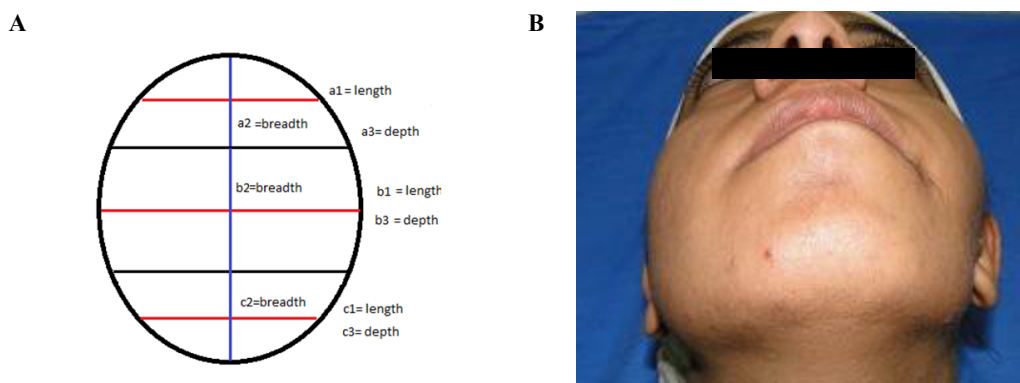 A
B
a1= length
a2 =breadth
a3= depth
b2=breadth
b1 = length
b3 = depth
c2=breadth
c1= length
c3= depth